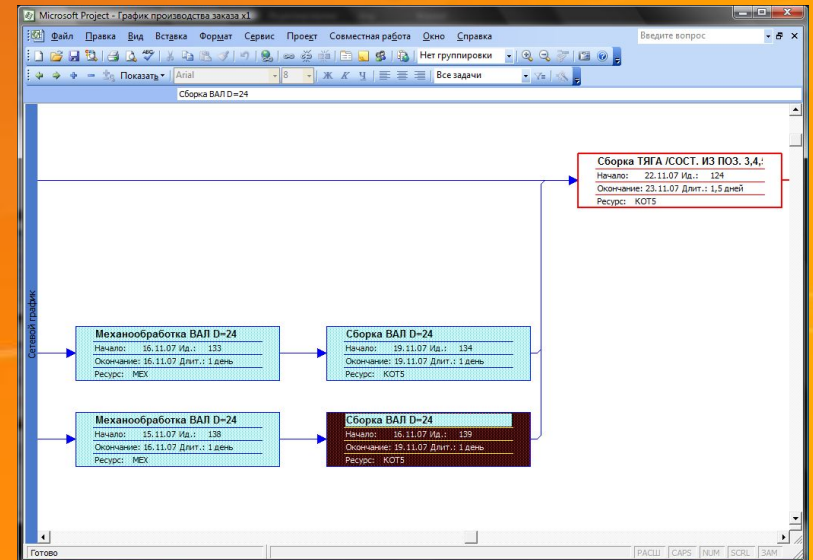 Microsoft Project - График производства заказа x1
Файл Правка Вид Вставка Формат Сервис Проект Совместная работа Окно Справка
Введите вопрос
Нет группировки
Показать Arial 8 Ж К Ч Все задачи
Сборка ВАЛ D=24
Сетевой график
Сборка ТЯГА /СОСТ. ИЗ ПОЗ. 3,4,
Начало: 22.11.07 Ид.: 124
Окончание: 23.11.07 Длит.: 1,5 дней
Ресурс: КОТ5
Механообработка ВАЛ D=24
Начало: 16.11.07 Ид.: 133
Окончание: 16.11.07 Длит.: 1 день
Ресурс: МЕХ
Сборка ВАЛ D=24
Начало: 19.11.07 Ид.: 134
Окончание: 19.11.07 Длит.: 1 день
Ресурс: КОТ5
Механообработка ВАЛ D=24
Начало: 15.11.07 Ид.: 138
Окончание: 16.11.07 Длит.: 1 день
Ресурс: МЕХ
Сборка ВАЛ D=24
Начало: 16.11.07 Ид.: 139
Окончание: 19.11.07 Длит.: 1 день
Ресурс: КОТ5
Готово
РАСШ CAPS NUM SCRL ЗАМ